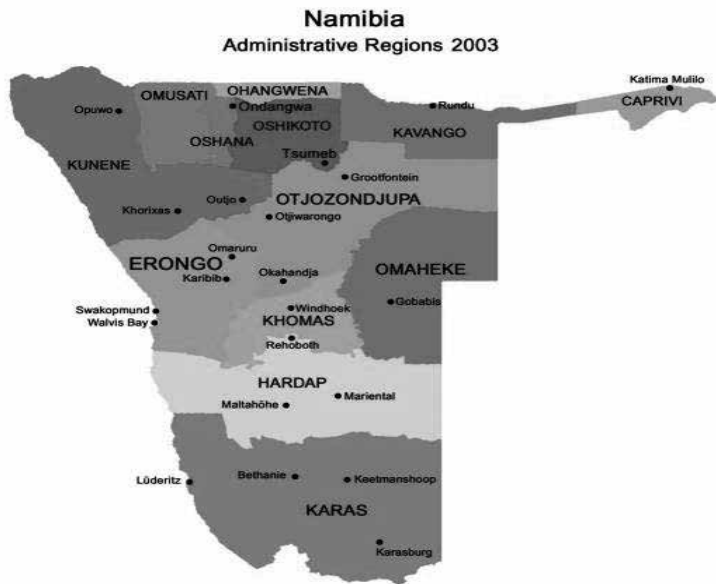 Namibia
Administrative Regions 2003
Katima Mulilo
OHANGWENA
OMUSATI
CAPRIVI
Opuwo
Ondangwa
Rundu
OSHIKOTO
KAVANGO
OSHANA
Tsumeb
KUNENE
Grootfontein
Outjo
OTJOZONDJUPA
Khorixas
Otjiwarongo
Omaruru
ERONGO
OMAHEKE
Karibib
Okahandja
Gobabis
Swakopmund
Windhoek
Walvis Bay
KHOMAS
Rehoboth
HARDAP
Mariental
Maltahöhe
Bethanie
Keetmanshoop
Lüderitz
KARAS
Karasburg